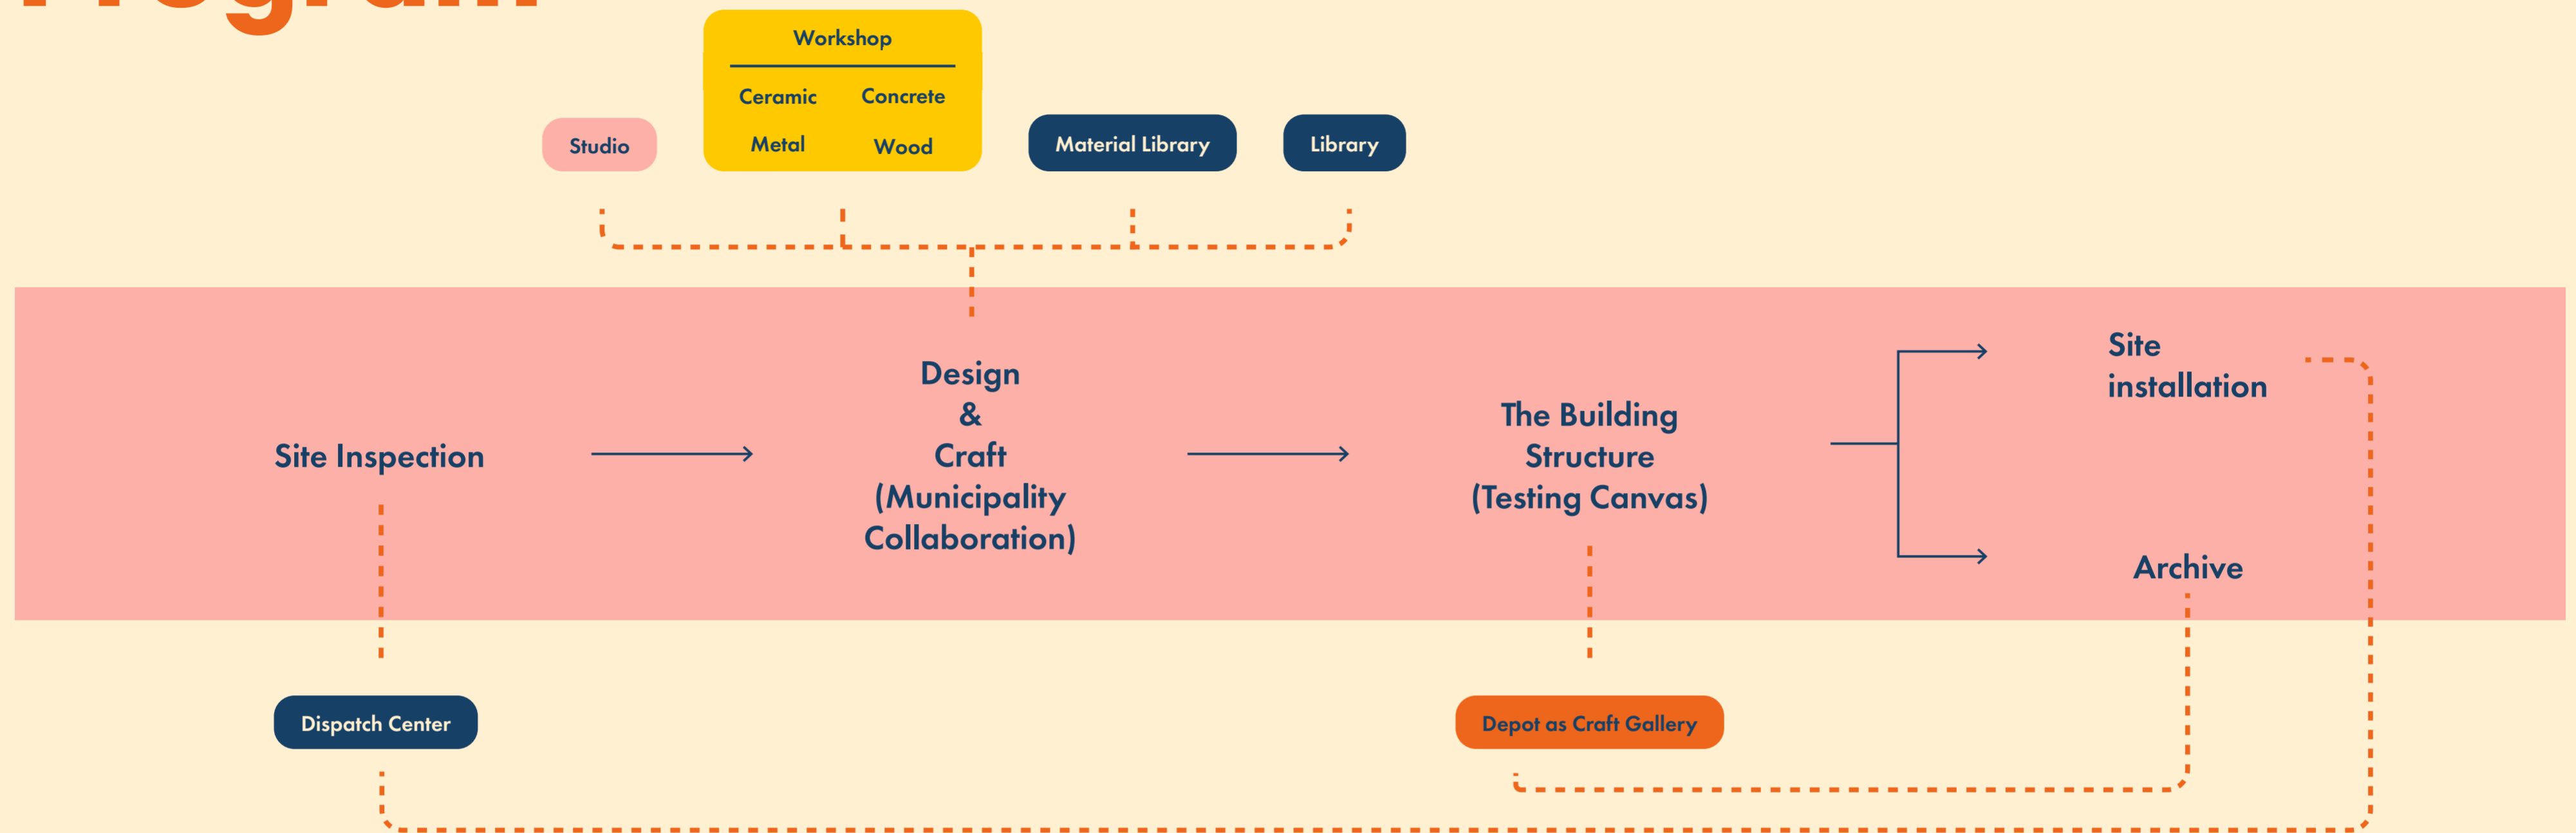 Program
Workshop
Ceramic Concrete
Metal Wood
Studio
Material Library
Library
Site Inspection
Design
&
Craft
(Municipality
Collaboration)
The Building
Structure
(Testing Canvas)
Site
installation
Archive
Dispatch Center
Depot as Craft Gallery